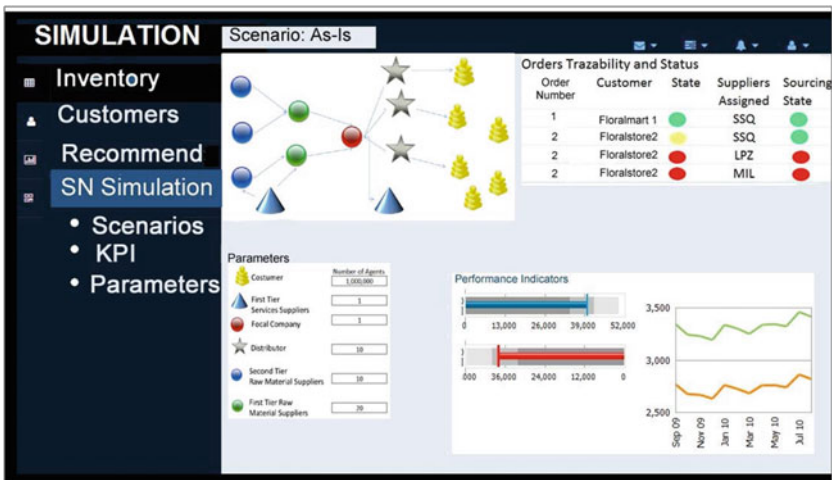 SIMULATION
Scenario: As-Is
Inventory
Customers
Recommend
SN Simulation
• Scenarios
• KPI
• Parameters
Orders Trazability and Status
Order Number Customer State Suppliers Assigned Sourcing State
1 Floralmart 1 SSQ
2 Floralstore2 SSQ
2 Floralstore2 LPZ
2 Floralstore2 MIL
Parameters
Number of Agents
Costumer 1,000,000
First Tier Services Suppliers 1
Focal Company 1
Distributor 10
Second Tier Raw Material Suppliers 10
First Tier Raw Material Suppliers 20
Performance Indicators
0 13,000 26,000 39,000 52,000
000 36,000 24,000 12,000 0
3,500
3,000
2,500
Sep 09 Nov 09 Jan 10 Mar 10 May 10 Jul 10